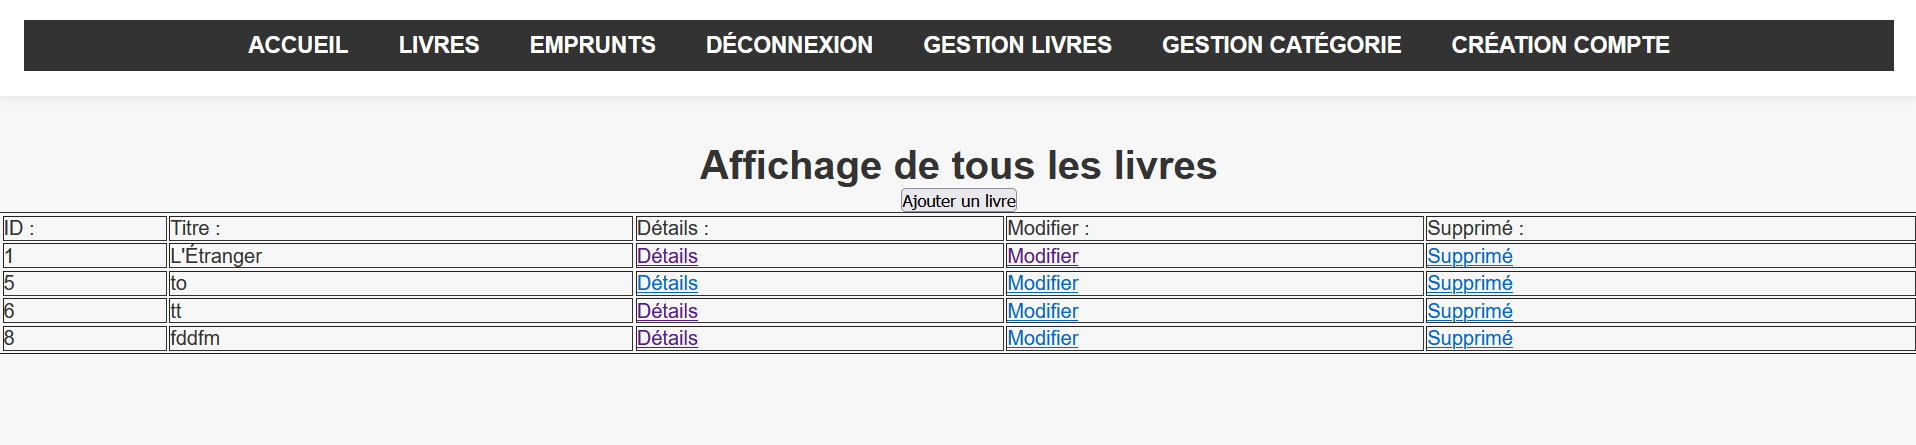 ACCUEIL LIVRES EMPRUNTS DÉCONNEXION GESTION LIVRES GESTION CATÉGORIE CRÉATION COMPTE
Affichage de tous les livres
Ajouter un livre
ID : Titre : Détails : Modifier : Supprimé :
1 L'Étranger Détails Modifier Supprimé
5 to Détails Modifier Supprimé
6 tt Détails Modifier Supprimé
8 fddfm Détails Modifier Supprimé